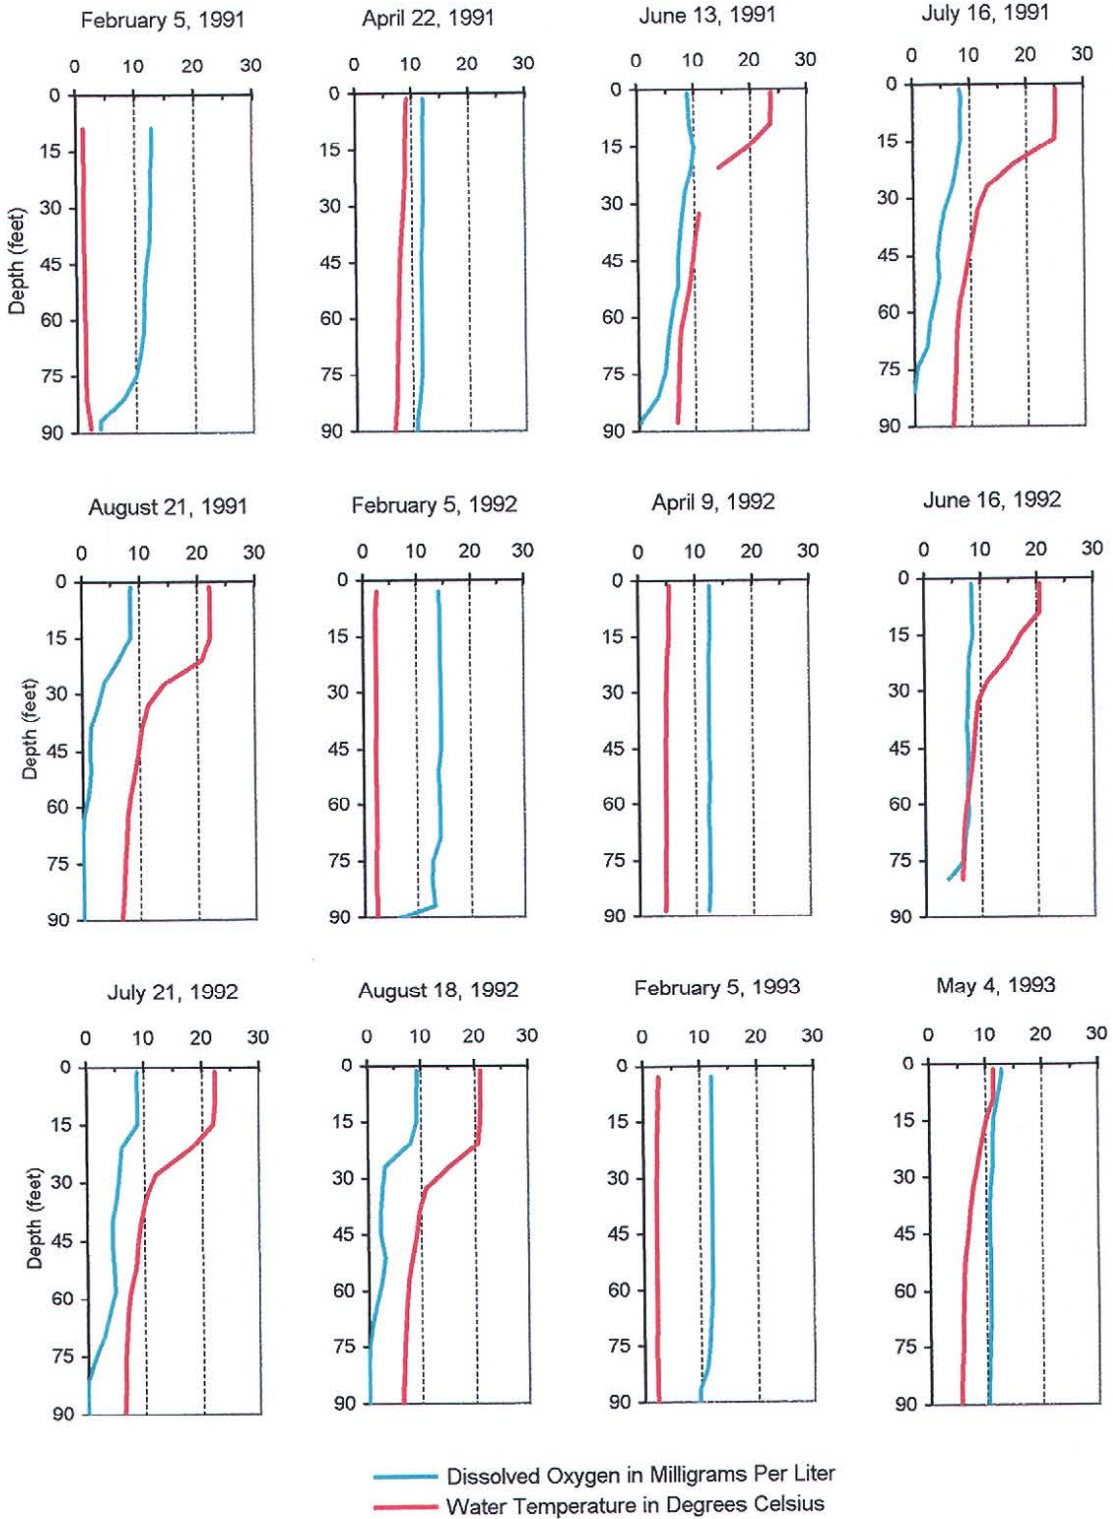 February 5, 1991
April 22, 1991
June 13, 1991
July 16, 1991
0 10 20 30
0 10 20 30
0 10 20 30
0 10 20 30
0
15
30
45
60
75
90
Depth (feet)
0
15
30
45
60
75
90
0
15
30
45
60
75
90
0
15
30
45
60
75
90
August 21, 1991
February 5, 1992
April 9, 1992
June 16, 1992
0 10 20 30
0 10 20 30
0 10 20 30
0 10 20 30
0
15
30
45
60
75
90
Depth (feet)
0
15
30
45
60
75
90
0
15
30
45
60
75
90
0
15
30
45
60
75
90
July 21, 1992
August 18, 1992
February 5, 1993
May 4, 1993
0 10 20 30
0 10 20 30
0 10 20 30
0 10 20 30
0
15
30
45
60
75
90
Depth (feet)
0
15
30
45
60
75
90
0
15
30
45
60
75
90
0
15
30
45
60
75
90
Dissolved Oxygen in Milligrams Per Liter
Water Temperature in Degrees Celsius